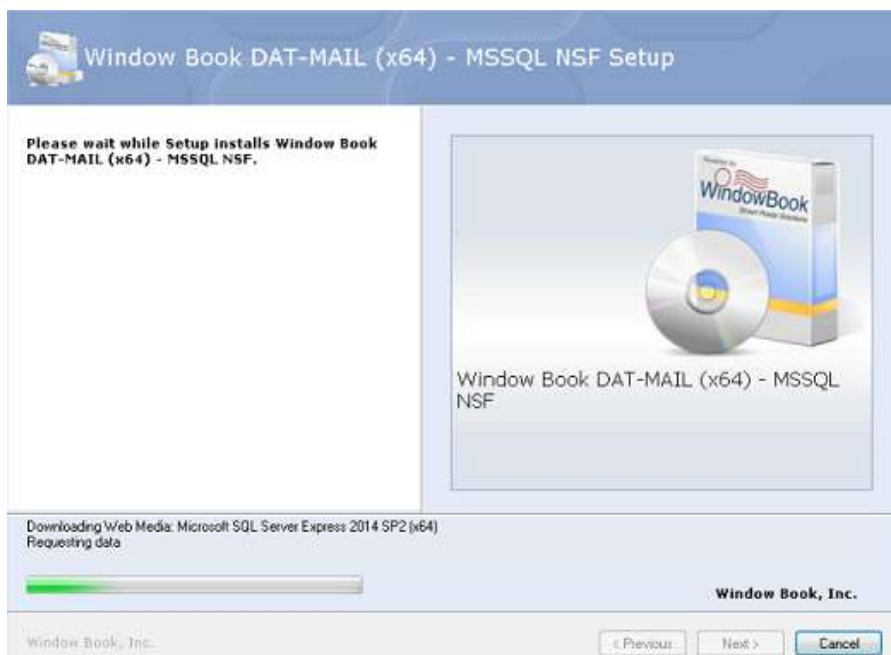 Window Book DAT-MAIL (x64) - MSSQL NSF Setup
Please wait while Setup installs Window Book
DAT-MAIL (x64) - MSSQL NSF.
Powered by
WindowBook
Window Book DAT-MAIL (x64) - MSSQL
NSF
Downloading Web Media: Microsoft SQL Server Express 2014 SP2 (x64)
Requesting data
Window Book, Inc.
Window Book, Inc.
< Previous
Next >
Cancel